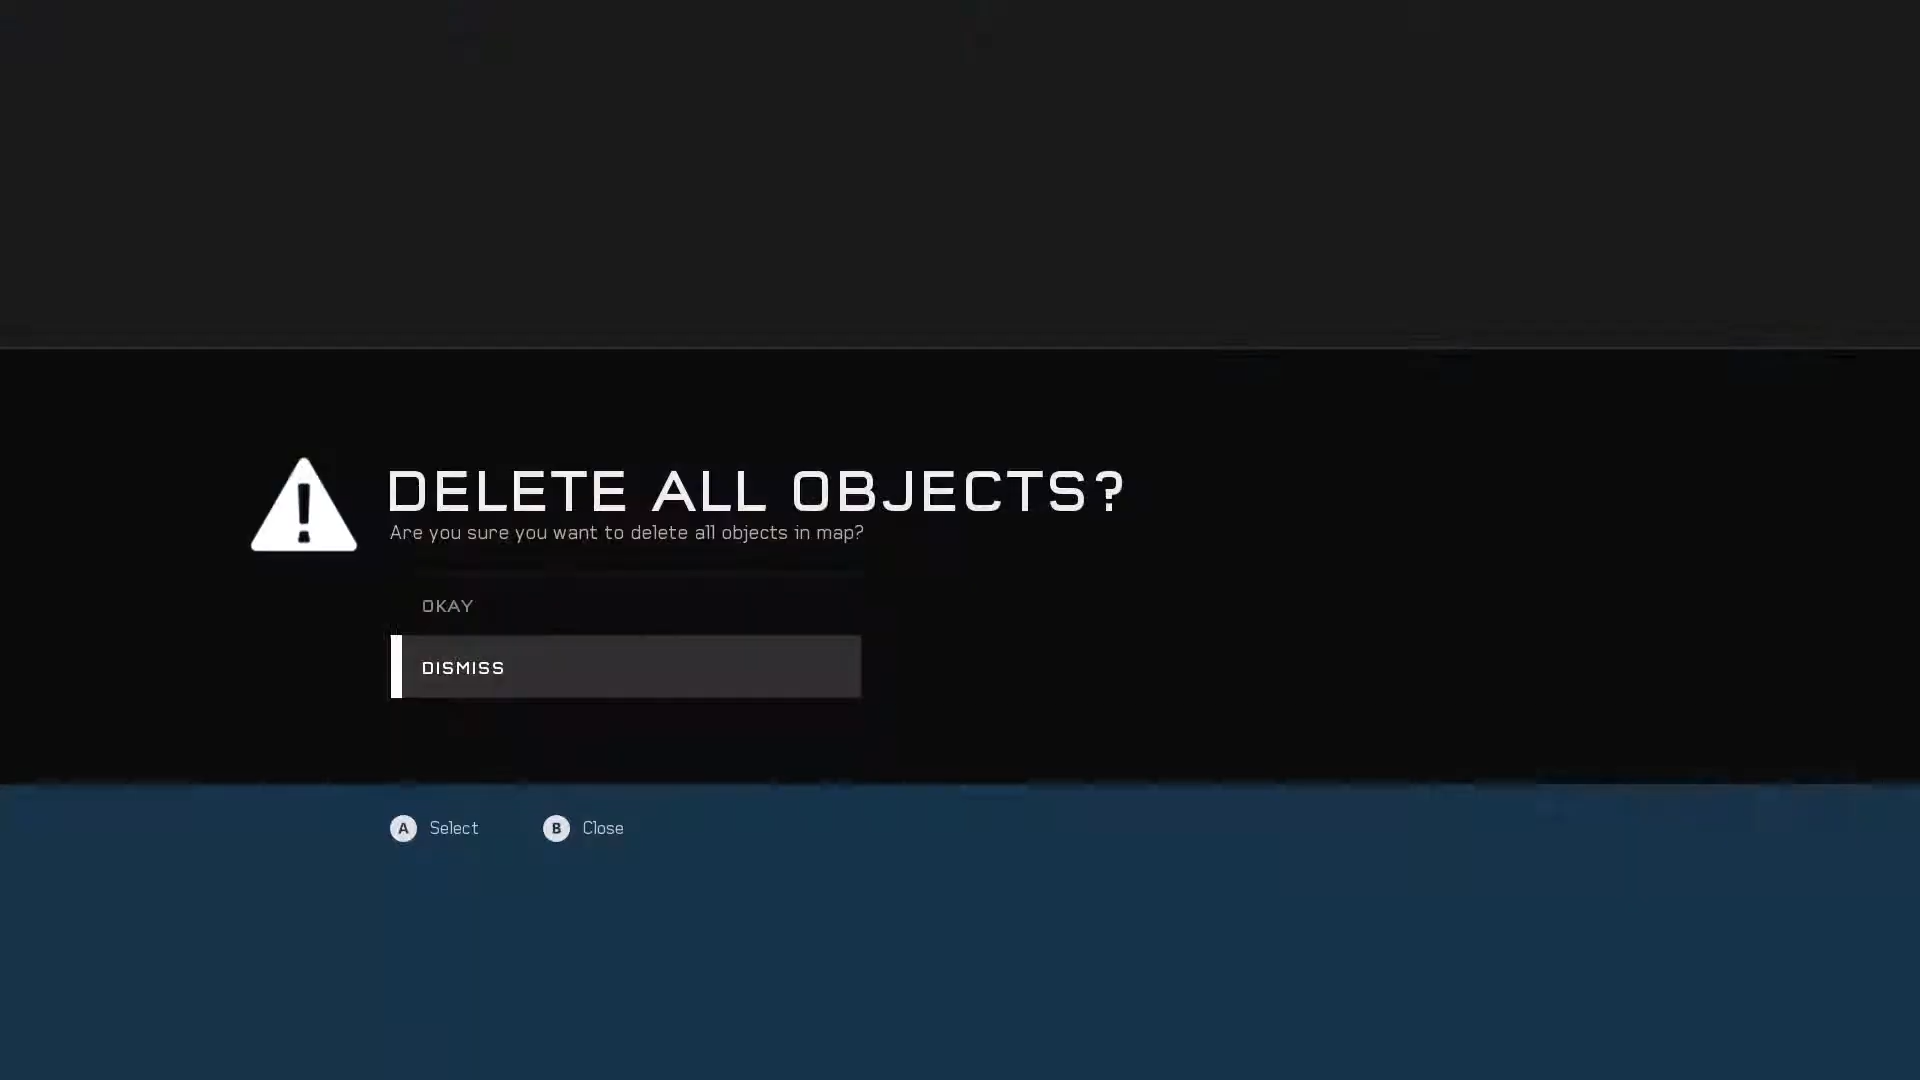 DELETE ALL OBJECTS?
Are you sure you want to delete all objects in map?
OKAY
DISMISS
A Select B Close